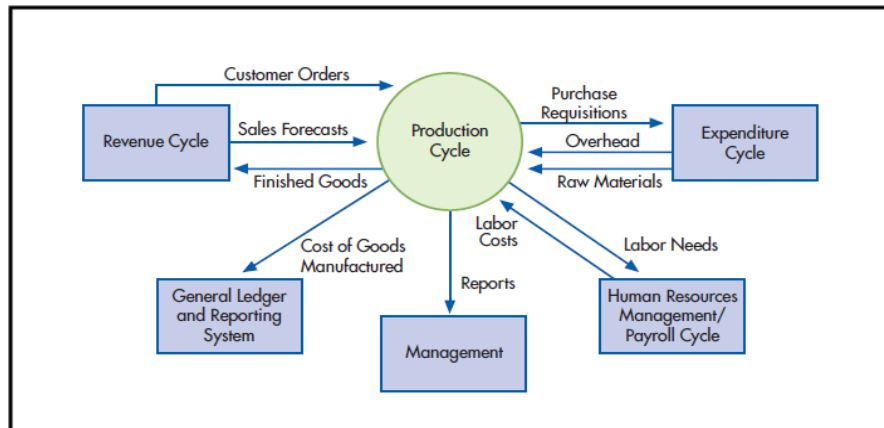 Customer Orders
Revenue Cycle
Sales Forecasts
Finished Goods
Production
Cycle
Purchase
Requisitions
Overhead
Raw Materials
Expenditure
Cycle
Cost of Goods
Manufactured
General Ledger
and Reporting
System
Reports
Management
Labor
Costs
Labor Needs
Human Resources
Management/
Payroll Cycle